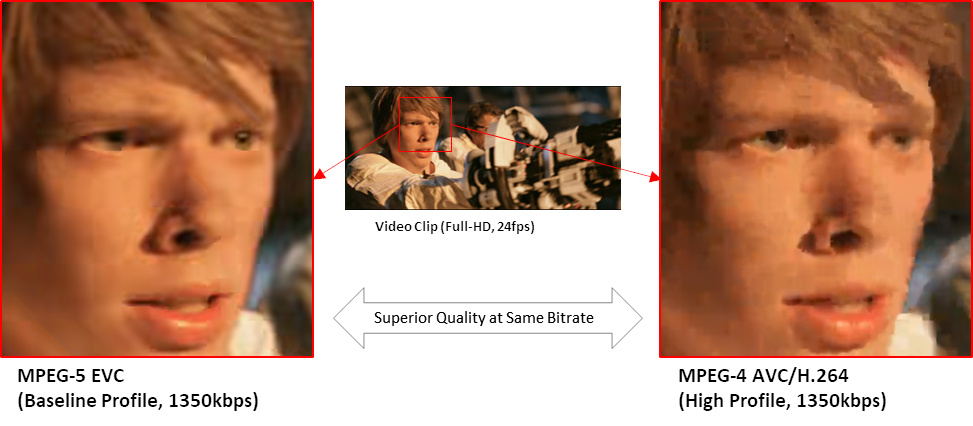 Video Clip (Full-HD, 24fps)
Superior Quality at Same Bitrate
MPEG-5 EVC
(Baseline Profile, 1350kbps)
MPEG-4 AVC/H.264
(High Profile, 1350kbps)